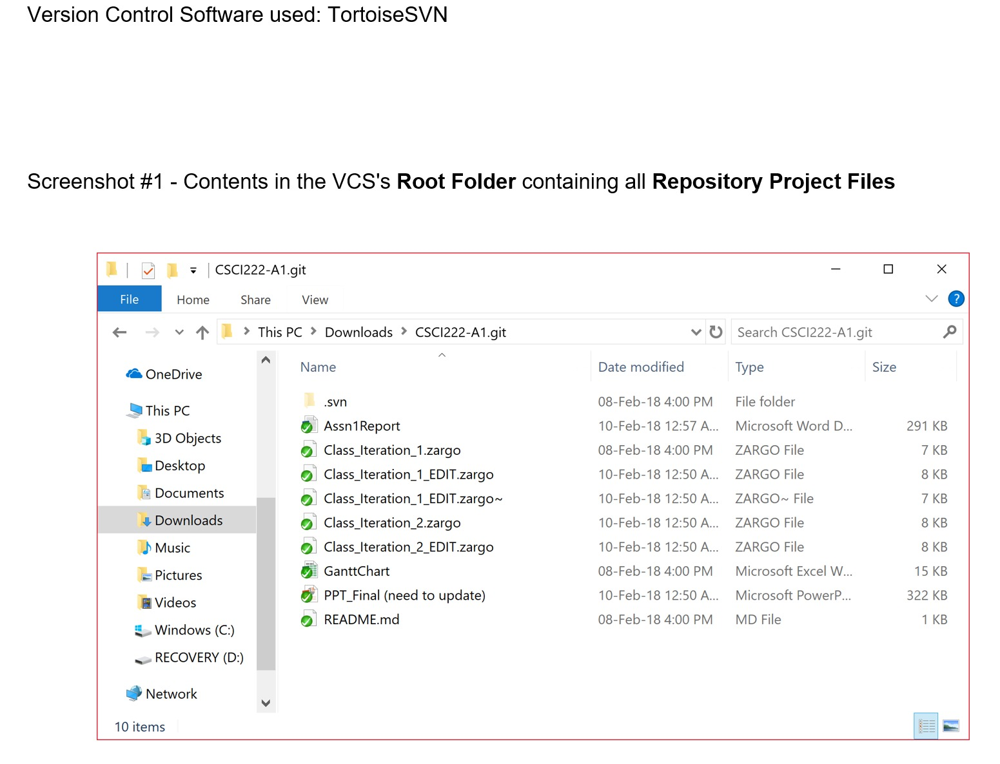 Version Control Software used: TortoiseSVN
Screenshot #1 - Contents in the VCS's Root Folder containing all Repository Project Files
CSCI222-A1.git
File Home Share View
?
This PC Downloads CSCI222-A1.git Search CSCI222-A1.git
OneDrive
This PC
3D Objects
Desktop
Documents
Downloads
Music
Pictures
Videos
Windows (C:)
RECOVERY (D:)
Network
Name Date modified Type Size
.svn 08-Feb-18 4:00 PM File folder
Assn1Report 10-Feb-18 12:57 A... Microsoft Word D... 291 KB
Class_Iteration_1.zargo 08-Feb-18 4:00 PM ZARGO File 7 KB
Class_Iteration_1_EDIT.zargo 10-Feb-18 12:50 A... ZARGO File 8 KB
Class_Iteration_1_EDIT.zargo~ 10-Feb-18 12:50 A... ZARGO~ File 7 KB
Class_Iteration_2.zargo 10-Feb-18 12:50 A... ZARGO File 8 KB
Class_Iteration_2_EDIT.zargo 10-Feb-18 12:50 A... ZARGO File 8 KB
GanttChart 08-Feb-18 4:00 PM Microsoft Excel W... 15 KB
PPT_Final (need to update) 10-Feb-18 12:50 A... Microsoft PowerP... 322 KB
README.md 08-Feb-18 4:00 PM MD File 1 KB
10 items